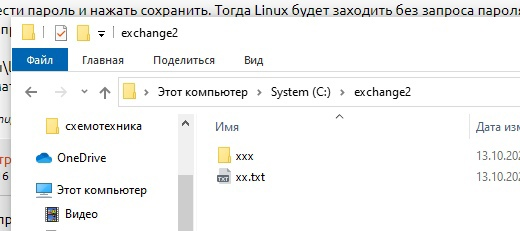 ести пароль и нажать сохранить. Тогда Linux будет заходить без запроса пароля
exchange2
Файл Главная Поделиться Вид
Этот компьютер System (C:) exchange2
схемотехника
OneDrive
Этот компьютер
Видео
Имя Дата изм
xxx 13.10.202
xx.txt 13.10.202
TXT